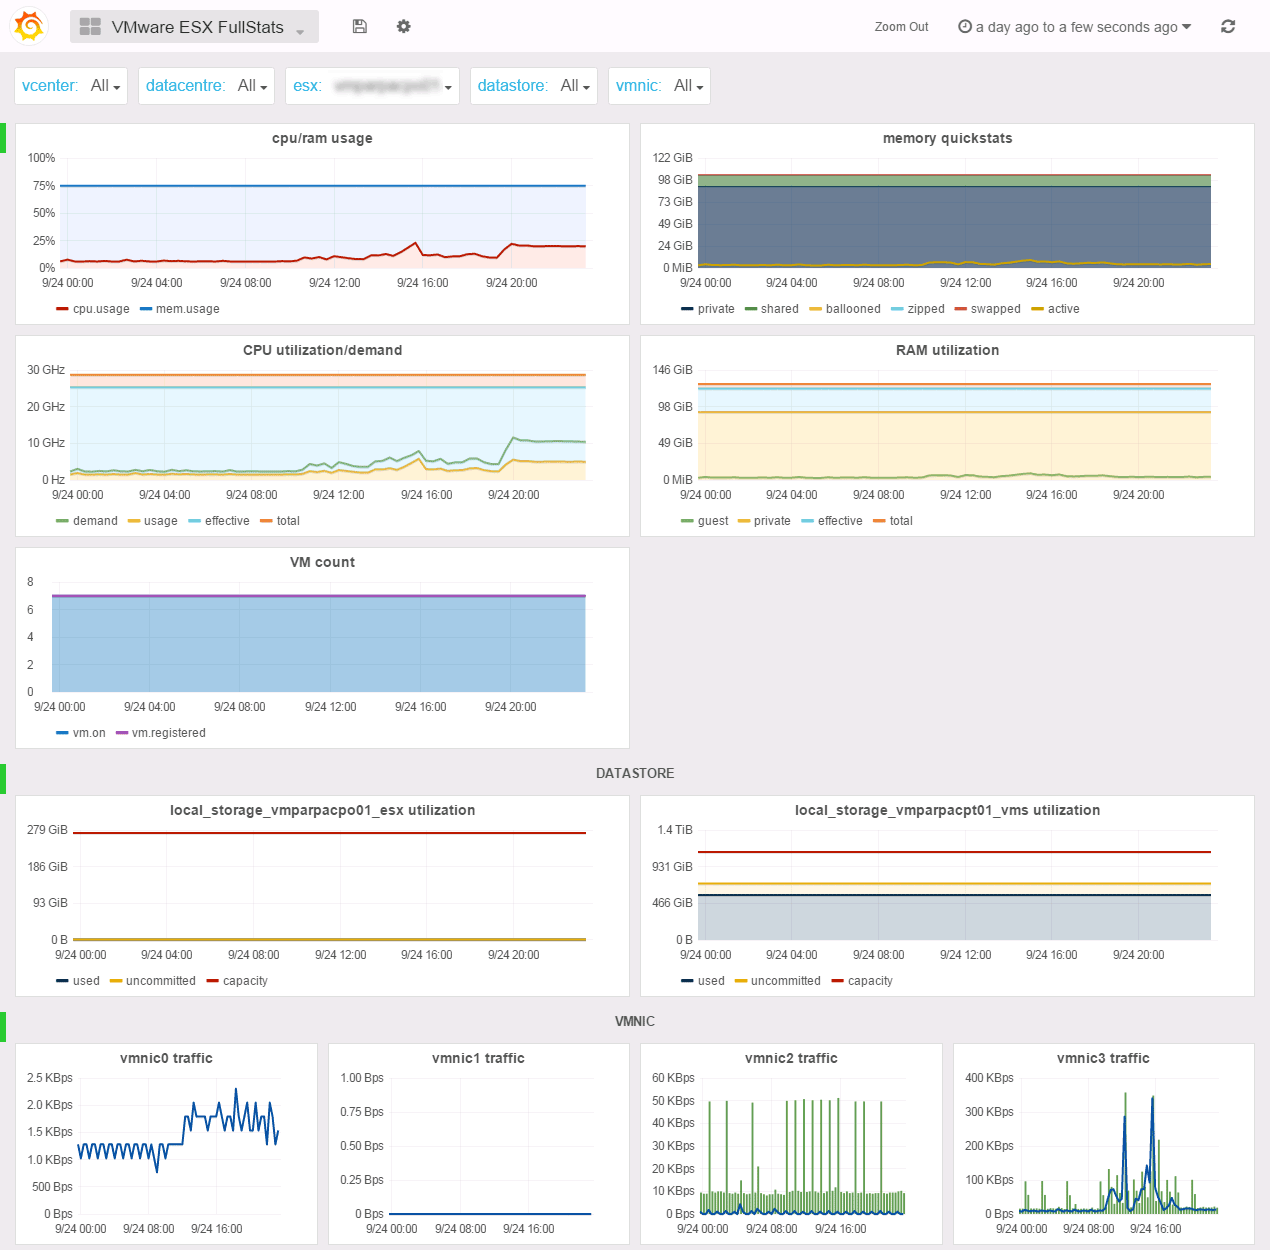 VMware ESX FullStats
Zoom Out
a day ago to a few seconds ago
vcenter: All
datacentre: All
esx:
datastore: All
vmnic: All
cpu/ram usage
100%
75%
50%
25%
0%
9/24 00:00 9/24 04:00 9/24 08:00 9/24 12:00 9/24 16:00 9/24 20:00
cpu.usage mem.usage
memory quickstats
122 GiB
98 GiB
73 GiB
49 GiB
24 GiB
0 MiB
9/24 00:00 9/24 04:00 9/24 08:00 9/24 12:00 9/24 16:00 9/24 20:00
private shared ballooned zipped swapped active
CPU utilization/demand
30 GHz
20 GHz
10 GHz
0 Hz
9/24 00:00 9/24 04:00 9/24 08:00 9/24 12:00 9/24 16:00 9/24 20:00
demand usage effective total
RAM utilization
146 GiB
98 GiB
49 GiB
0 MiB
9/24 00:00 9/24 04:00 9/24 08:00 9/24 12:00 9/24 16:00 9/24 20:00
guest private effective total
VM count
8
6
4
2
0
9/24 00:00 9/24 04:00 9/24 08:00 9/24 12:00 9/24 16:00 9/24 20:00
vm.on vm.registered
DATASTORE
local_storage_vmparpacpo01_esx utilization
279 GiB
186 GiB
93 GiB
0 B
9/24 00:00 9/24 04:00 9/24 08:00 9/24 12:00 9/24 16:00 9/24 20:00
used uncommitted capacity
local_storage_vmparpacpt01_vms utilization
1.4 TiB
931 GiB
466 GiB
0 B
9/24 00:00 9/24 04:00 9/24 08:00 9/24 12:00 9/24 16:00 9/24 20:00
used uncommitted capacity
VMNIC
vmnic0 traffic
2.5 KBps
2.0 KBps
1.5 KBps
1.0 KBps
500 Bps
0 Bps
9/24 00:00 9/24 08:00 9/24 16:00
vmnic1 traffic
1.00 Bps
0.75 Bps
0.50 Bps
0.25 Bps
0 Bps
9/24 00:00 9/24 08:00 9/24 16:00
vmnic2 traffic
60 KBps
50 KBps
40 KBps
30 KBps
20 KBps
10 KBps
0 Bps
9/24 00:00 9/24 08:00 9/24 16:00
vmnic3 traffic
400 KBps
300 KBps
200 KBps
100 KBps
0 Bps
9/24 00:00 9/24 08:00 9/24 16:00